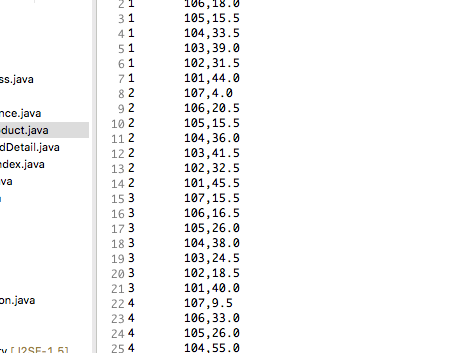 ss.java
nce.java
duct.java
dDetail.java
ndex.java
va
on.java
[J2SE-1.5]
2 1 106,18.0
3 1 105,15.5
4 1 104,33.5
5 1 103,39.0
6 1 102,31.5
7 1 101,44.0
8 2 107,4.0
9 2 106,20.5
10 2 105,15.5
11 2 104,36.0
12 2 103,41.5
13 2 102,32.5
14 2 101,45.5
15 3 107,15.5
16 3 106,16.5
17 3 105,26.0
18 3 104,38.0
19 3 103,24.5
20 3 102,18.5
21 3 101,40.0
22 4 107,9.5
23 4 106,33.0
24 4 105,26.0
25 4 104,55.0